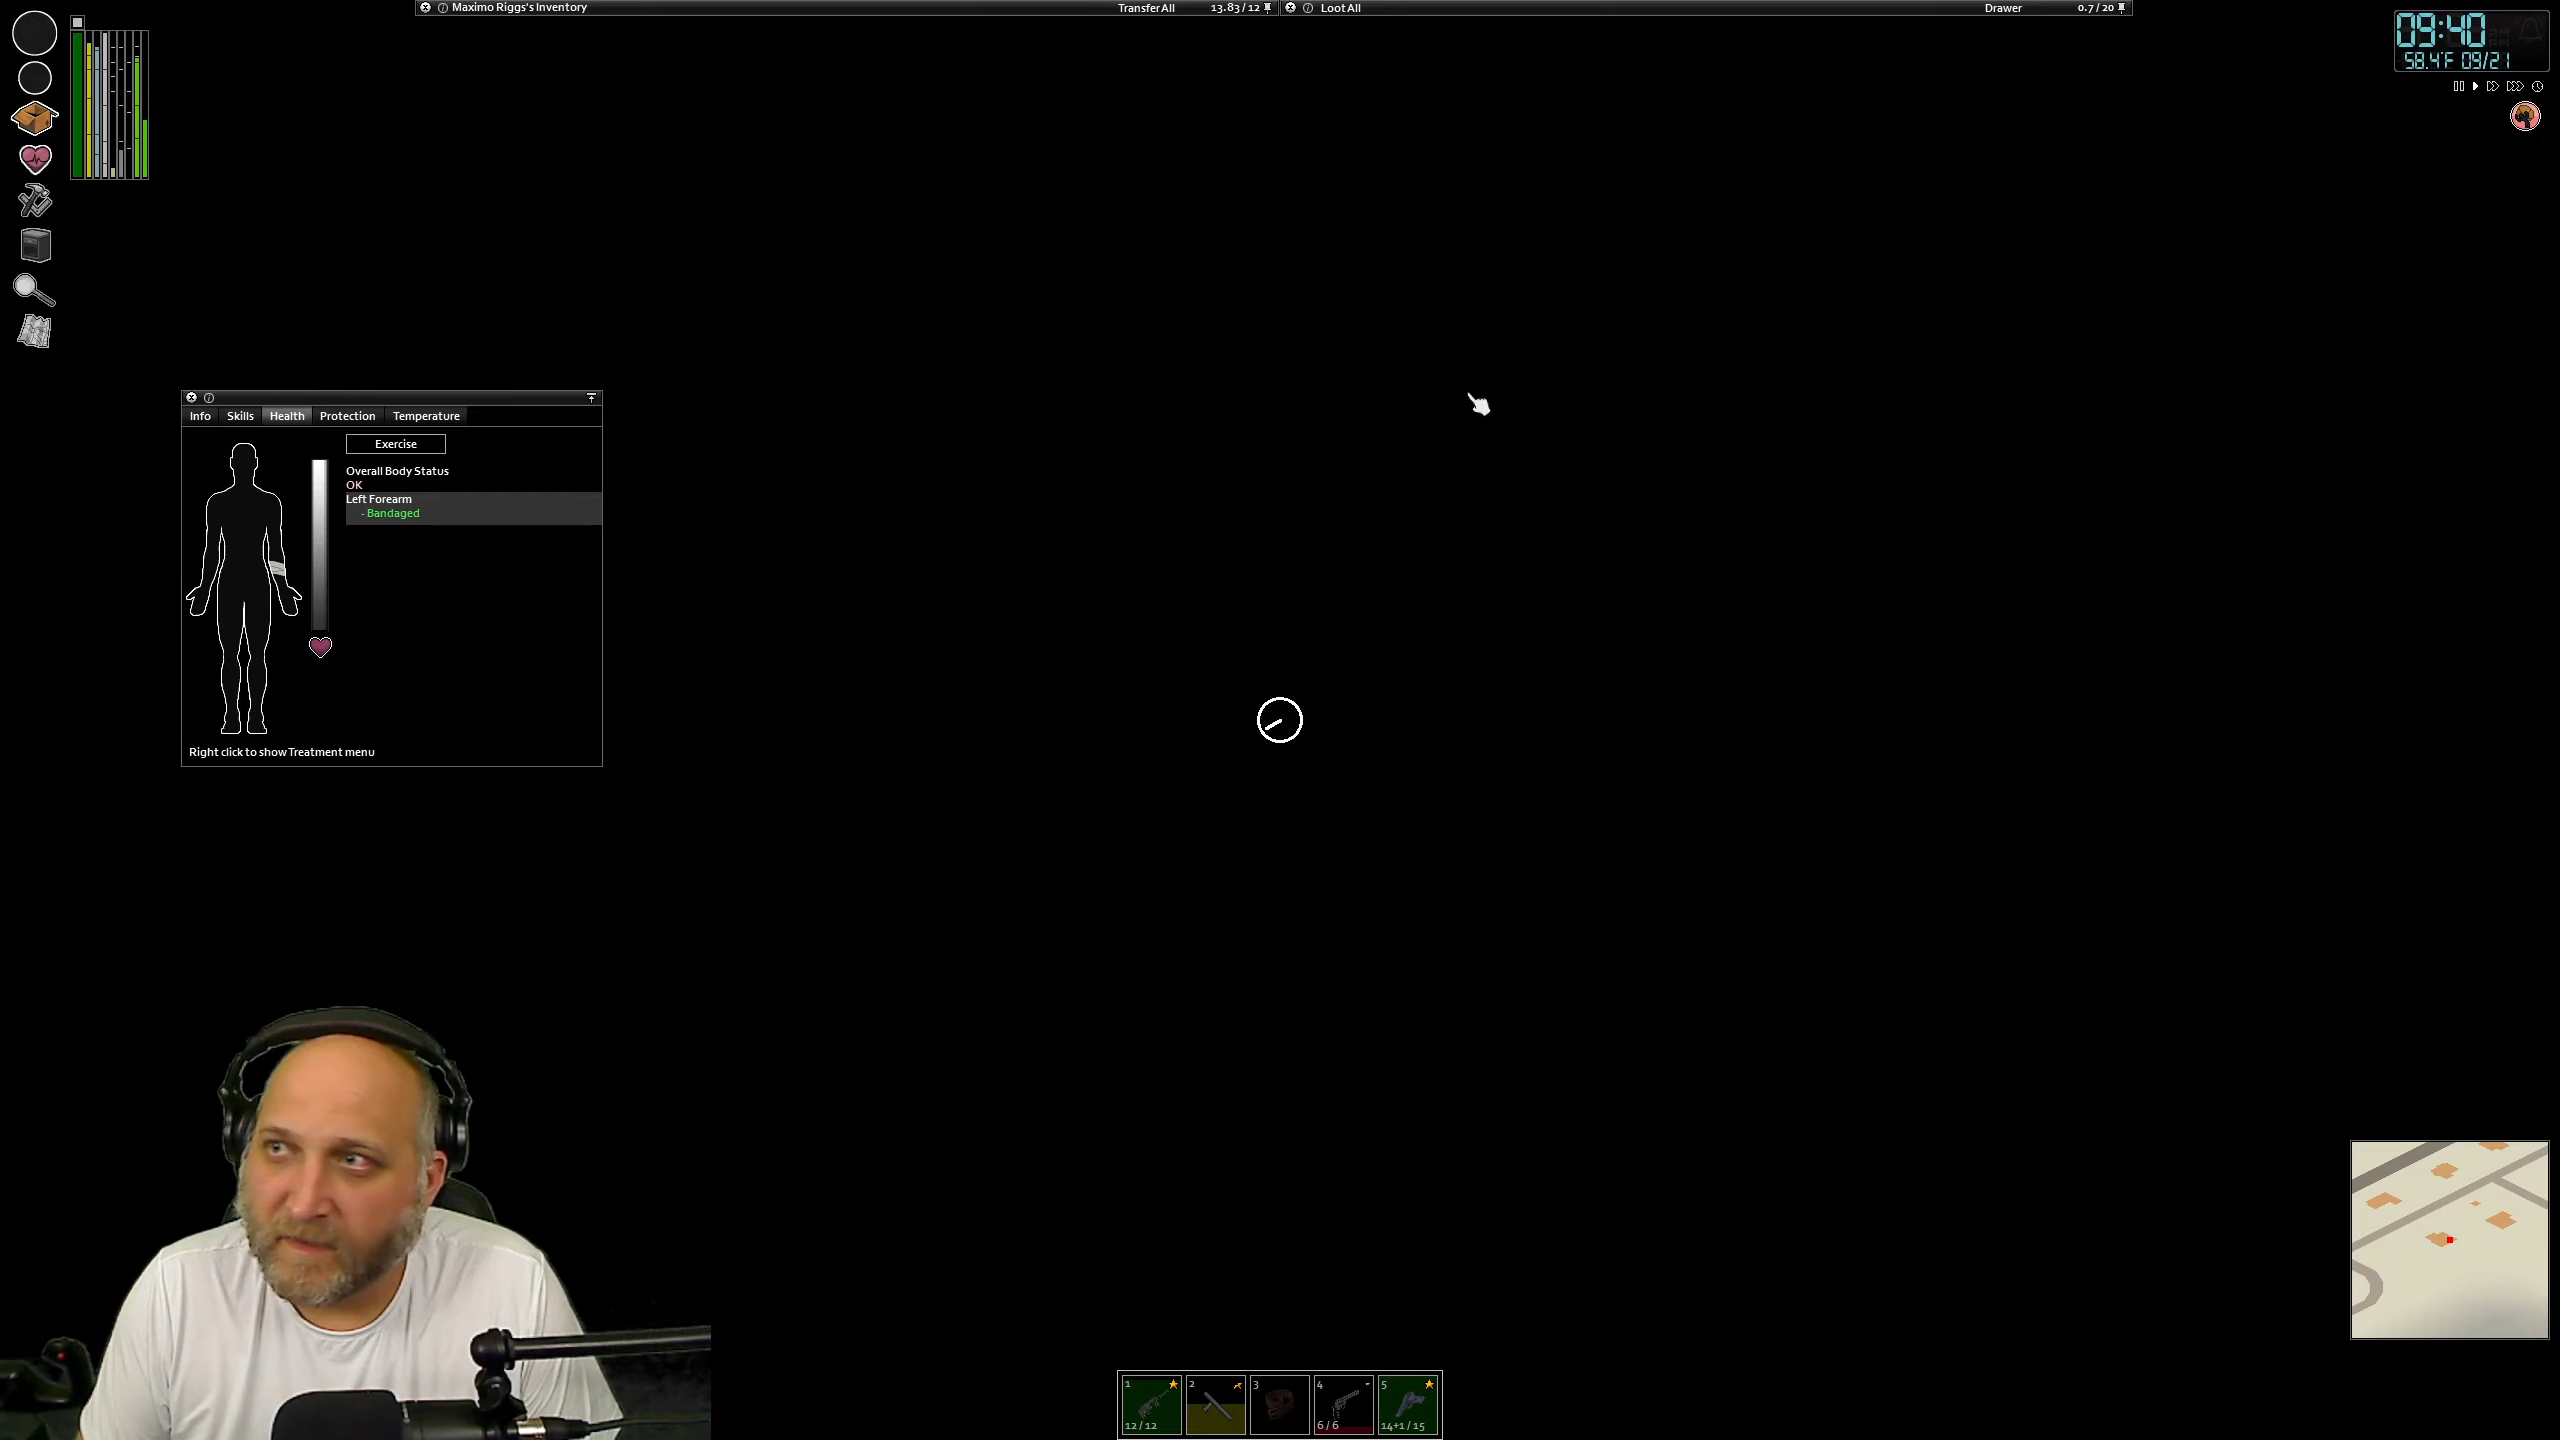 Maximo Riggs's Inventory Transfer All 13.83 / 12 Loot All Drawer 0.7 / 20
09:40
58.4°F 09/21
Info Skills Health Protection Temperature
Exercise
Overall Body Status
OK
Left Forearm
- Bandaged
Right click to show Treatment menu
1 2 3 4 5
12 / 12 6 / 6 14+1 / 15